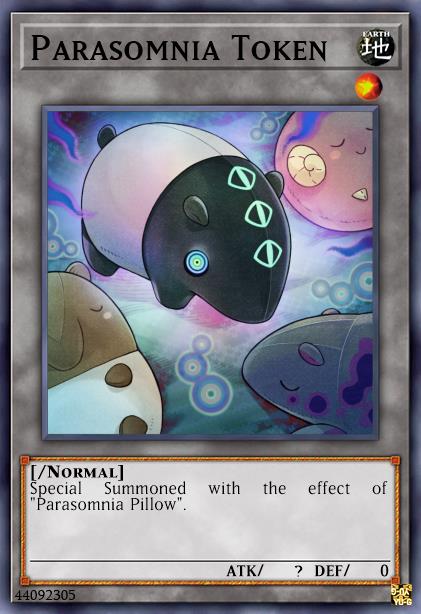 Parasomnia Token
EARTH
地
[/Normal]
Special Summoned with the effect of
"Parasomnia Pillow".
ATK/ ? DEF/ 0
44092305